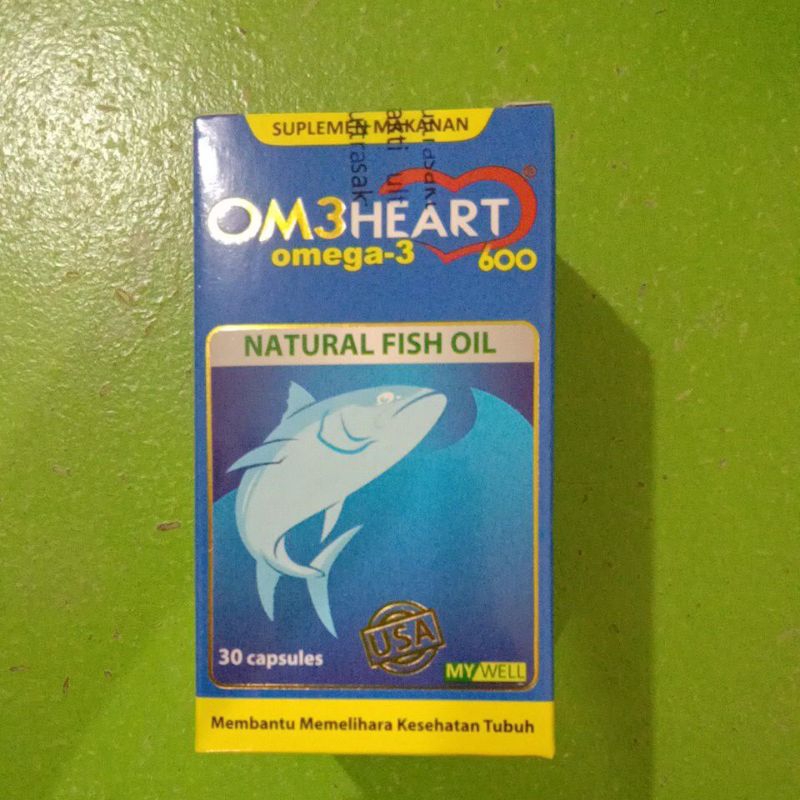 SUPLEMEN MAKANAN
OM3HEART®
omega-3 600
NATURAL FISH OIL
USA
30 capsules
MY WELL
Membantu Memelihara Kesehatan Tubuh